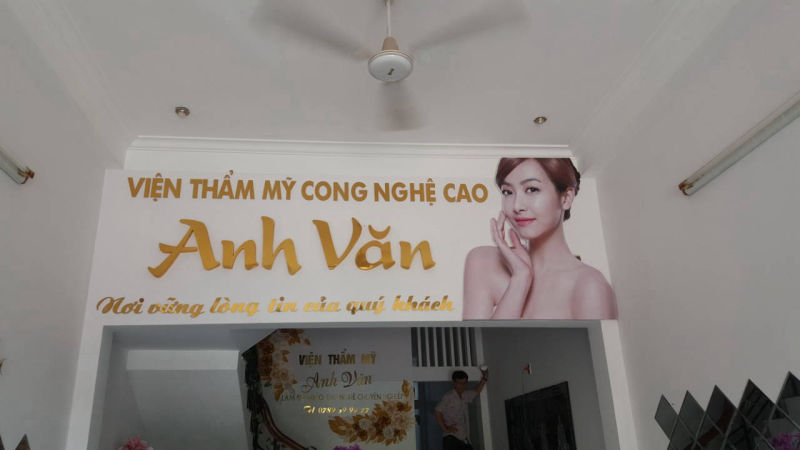 VIỆN THẨM MỸ CONG NGHỆ CAO
Anh Văn
Nơi vững lòng tin của quý khách
VIỆN THẨM MỸ
Anh Văn